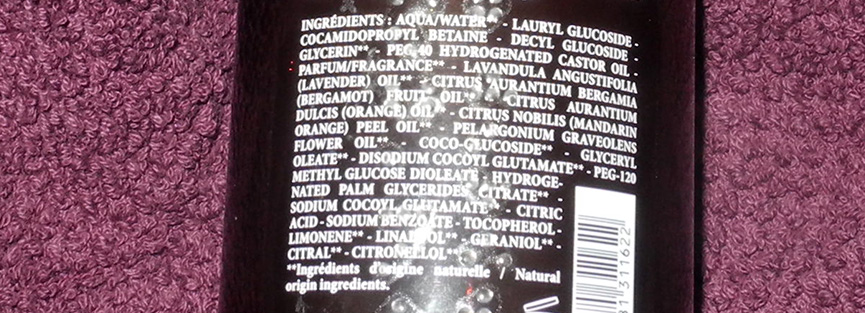 INGRÉDIENTS : AQUA/WATER** - LAURYL GLUCOSIDE -
COCAMIDOPROPYL BETAINE - DECYL GLUCOSIDE -
GLYCERIN** - PEG-40 HYDROGENATED CASTOR OIL -
PARFUM/FRAGRANCE** - LAVANDULA ANGUSTIFOLIA
(LAVENDER) OIL** - CITRUS AURANTIUM BERGAMIA
(BERGAMOT) FRUIT OIL** - CITRUS AURANTIUM
DULCIS (ORANGE) OIL** - CITRUS NOBILIS (MANDARIN
ORANGE) PEEL OIL** - PELARGONIUM GRAVEOLENS
FLOWER OIL** - COCO-GLUCOSIDE** - GLYCERYL
OLEATE** - DISODIUM COCOYL GLUTAMATE** - PEG-120
METHYL GLUCOSE DIOLEATE - HYDROGE-
NATED PALM GLYCERIDES CITRATE** -
SODIUM COCOYL GLUTAMATE** - CITRIC
ACID - SODIUM BENZOATE - TOCOPHEROL -
LIMONENE** - LINALOOL** - GERANIOL** -
CITRAL** - CITRONELLOL**
**Ingrédients d'origine naturelle / Natural
origin ingredients.
311622